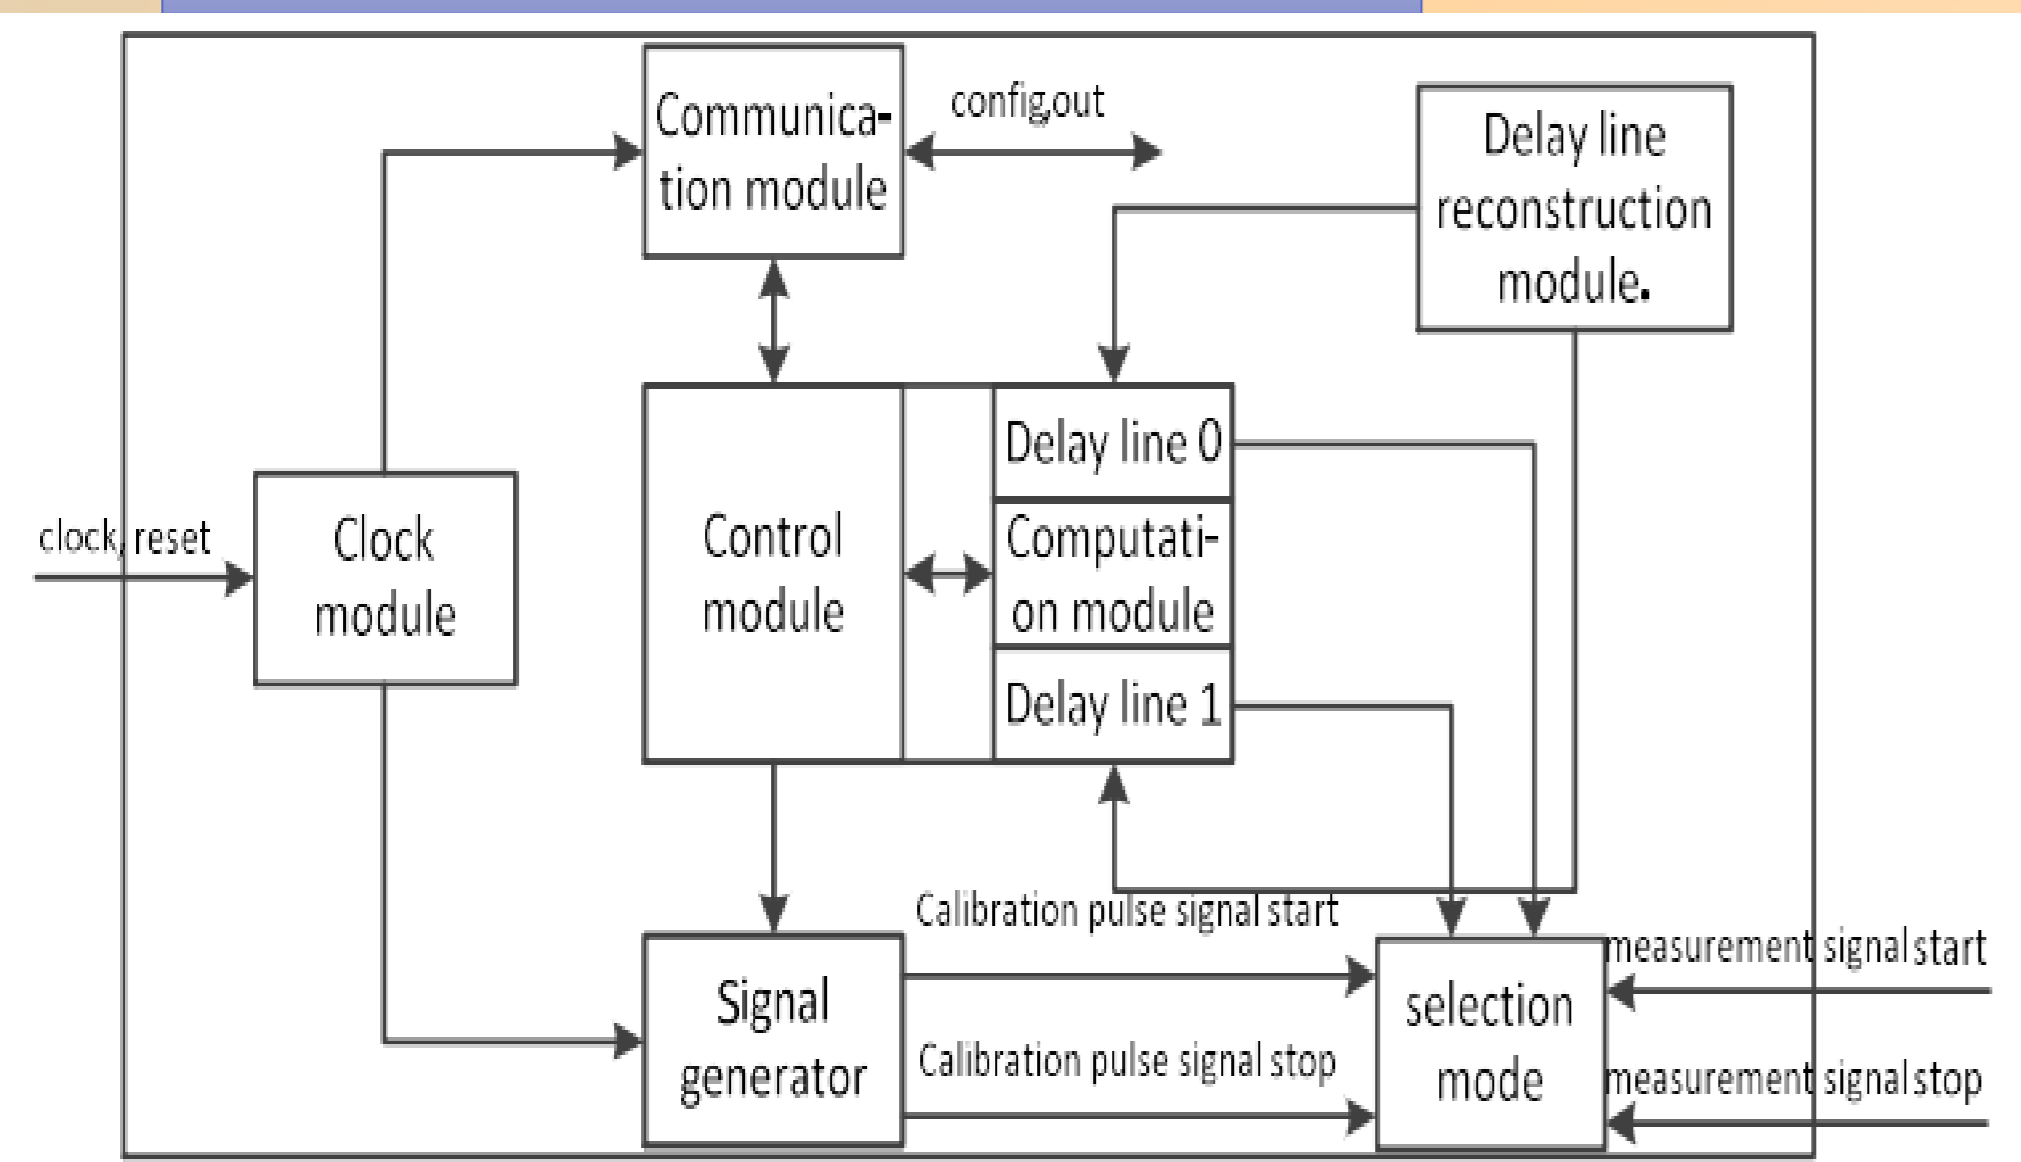 Communica-
tion module
config,out
Delay line
reconstruction
module.
clock, reset
Clock
module
Control
module
Delay line 0
Computati-
on module
Delay line 1
Signal
generator
Calibration pulse signal start
Calibration pulse signal stop
selection
mode
measurement signal start
measurement signal stop